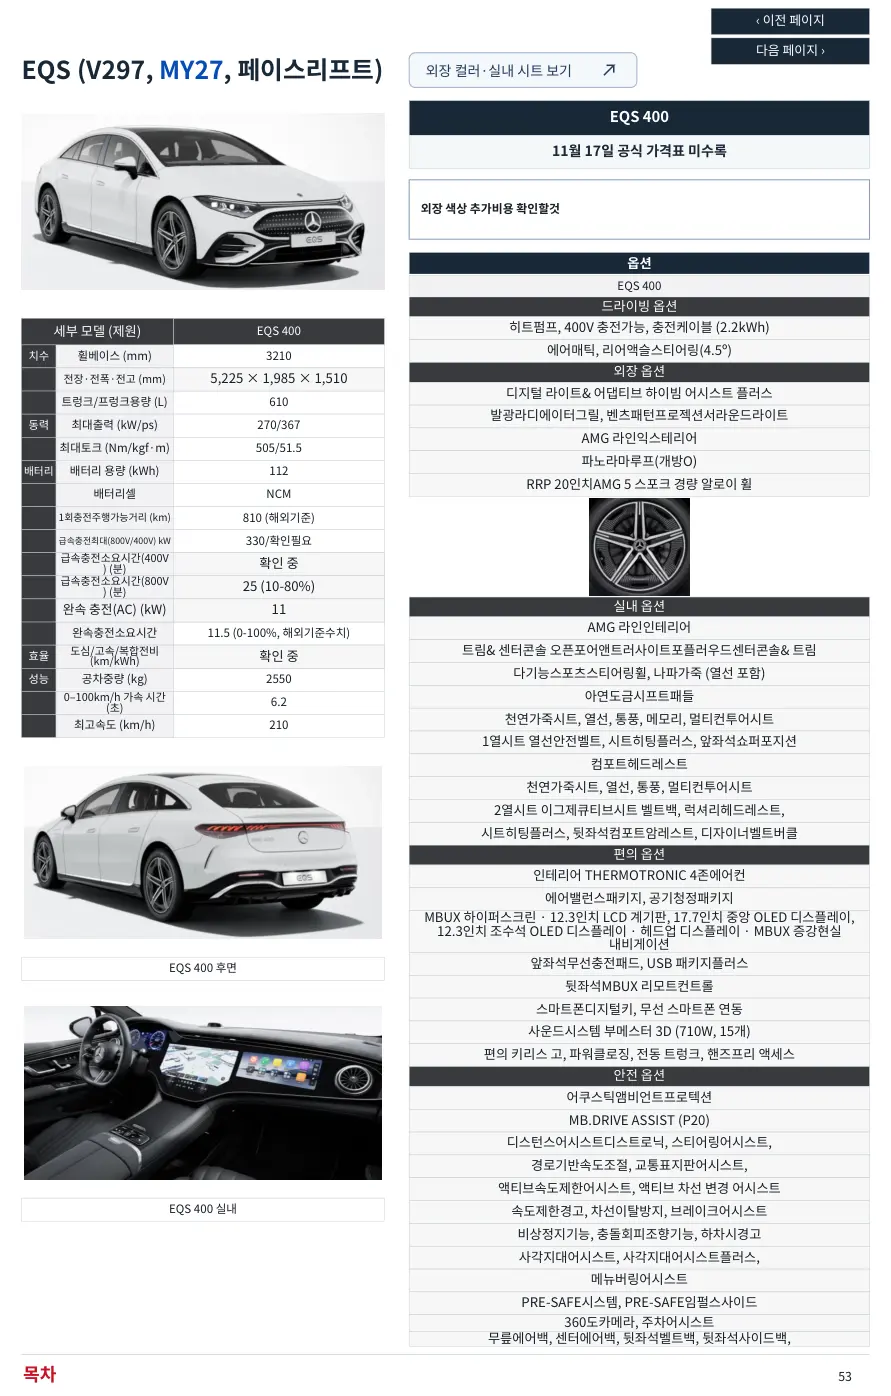 ‹ 이전 페이지
다음 페이지 ›
EQS (V297, MY27, 페이스리프트)
외장 컬러·실내 시트 보기 ↗
세부 모델 (제원) EQS 400
치수 휠베이스 (mm) 3210
전장·전폭·전고 (mm) 5,225 × 1,985 × 1,510
트렁크/프렁크용량 (L) 610
동력 최대출력 (kW/ps) 270/367
최대토크 (Nm/kgf·m) 505/51.5
배터리 배터리 용량 (kWh) 112
배터리셀 NCM
1회충전주행가능거리 (km) 810 (해외기준)
급속충전최대(800V/400V) kW 330/확인필요
급속충전소요시간(400V
) (분) 확인 중
급속충전소요시간(800V
) (분) 25 (10-80%)
완속 충전(AC) (kW) 11
완속충전소요시간 11.5 (0-100%, 해외기준수치)
효율 도심/고속/복합전비
(km/kWh) 확인 중
성능 공차중량 (kg) 2550
0–100km/h 가속 시간
(초) 6.2
최고속도 (km/h) 210
EQS 400 후면
EQS 400 실내
EQS 400
11월 17일 공식 가격표 미수록
외장 색상 추가비용 확인할것
옵션
EQS 400
드라이빙 옵션
히트펌프, 400V 충전가능, 충전케이블 (2.2kWh)
에어매틱, 리어액슬스티어링(4.5º)
외장 옵션
디지털 라이트& 어댑티브 하이빔 어시스트 플러스
발광라디에이터그릴, 벤츠패턴프로젝션서라운드라이트
AMG 라인익스테리어
파노라마루프(개방O)
RRP 20인치AMG 5 스포크 경량 알로이 휠
실내 옵션
AMG 라인인테리어
트림& 센터콘솔 오픈포어앤트러사이트포플러우드센터콘솔& 트림
다기능스포츠스티어링휠, 나파가죽 (열선 포함)
아연도금시프트패들
천연가죽시트, 열선, 통풍, 메모리, 멀티컨투어시트
1열시트 열선안전벨트, 시트히팅플러스, 앞좌석쇼퍼포지션
컴포트헤드레스트
천연가죽시트, 열선, 통풍, 멀티컨투어시트
2열시트 이그제큐티브시트 벨트백, 럭셔리헤드레스트,
시트히팅플러스, 뒷좌석컴포트암레스트, 디자이너벨트버클
편의 옵션
인테리어 THERMOTRONIC 4존에어컨
에어밸런스패키지, 공기청정패키지
MBUX 하이퍼스크린 · 12.3인치 LCD 계기판, 17.7인치 중앙 OLED 디스플레이,
12.3인치 조수석 OLED 디스플레이 · 헤드업 디스플레이 · MBUX 증강현실
내비게이션
앞좌석무선충전패드, USB 패키지플러스
뒷좌석MBUX 리모트컨트롤
스마트폰디지털키, 무선 스마트폰 연동
사운드시스템 부메스터 3D (710W, 15개)
편의 키리스 고, 파워클로징, 전동 트렁크, 핸즈프리 액세스
안전 옵션
어쿠스틱앰비언트프로텍션
MB.DRIVE ASSIST (P20)
디스턴스어시스트디스트로닉, 스티어링어시스트,
경로기반속도조절, 교통표지판어시스트,
액티브속도제한어시스트, 액티브 차선 변경 어시스트
속도제한경고, 차선이탈방지, 브레이크어시스트
비상정지기능, 충돌회피조향기능, 하차시경고
사각지대어시스트, 사각지대어시스트플러스,
메뉴버링어시스트
PRE-SAFE시스템, PRE-SAFE임펄스사이드
360도카메라, 주차어시스트
무릎에어백, 센터에어백, 뒷좌석벨트백, 뒷좌석사이드백,
목차
53